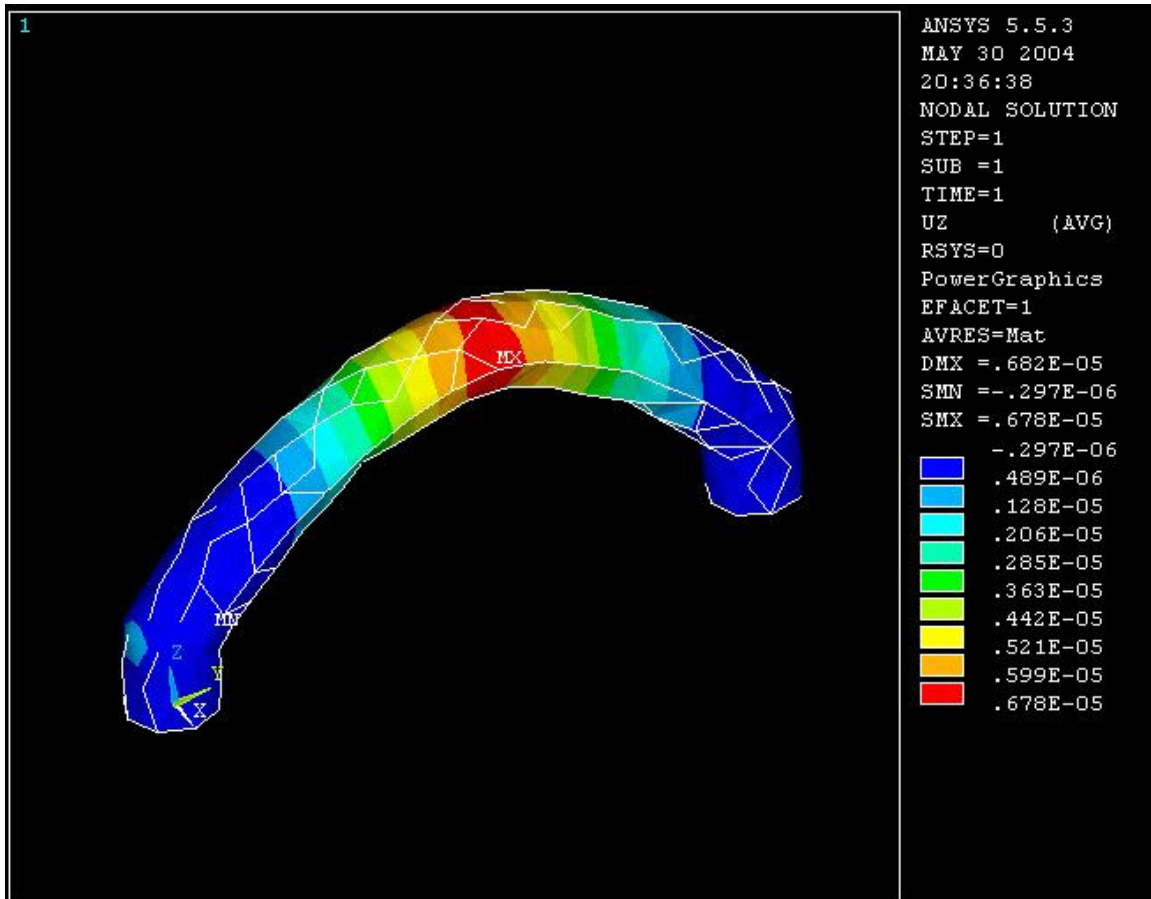 1
ANSYS 5.5.3
MAY 30 2004
20:36:38
NODAL SOLUTION
STEP=1
SUB =1
TIME=1
UZ (AVG)
RSYS=0
PowerGraphics
EFACET=1
AVRES=Mat
DMX =.682E-05
SMN =-.297E-06
SMX =.678E-05
-.297E-06
.489E-06
.128E-05
.206E-05
.285E-05
.363E-05
.442E-05
.521E-05
.599E-05
.678E-05
MX
MN
Z
Y
X